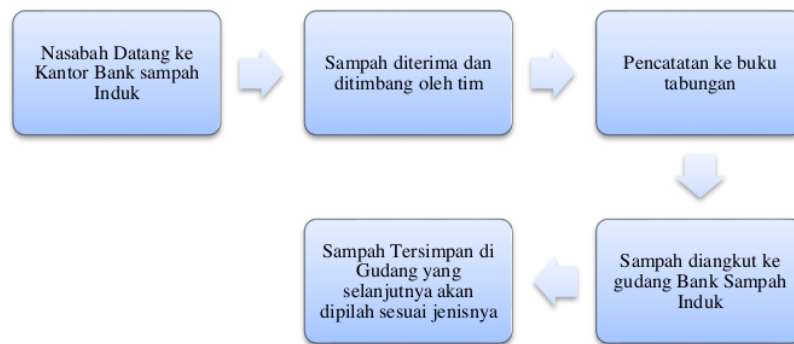 Nasabah Datang ke
Kantor Bank sampah
Induk
Sampah diterima dan
ditimbang oleh tim
Pencatatan ke buku
tabungan
Sampah diangkut ke
gudang Bank Sampah
Induk
Sampah Tersimpan di
Gudang yang
selanjutnya akan
dipilah sesuai jenisnya